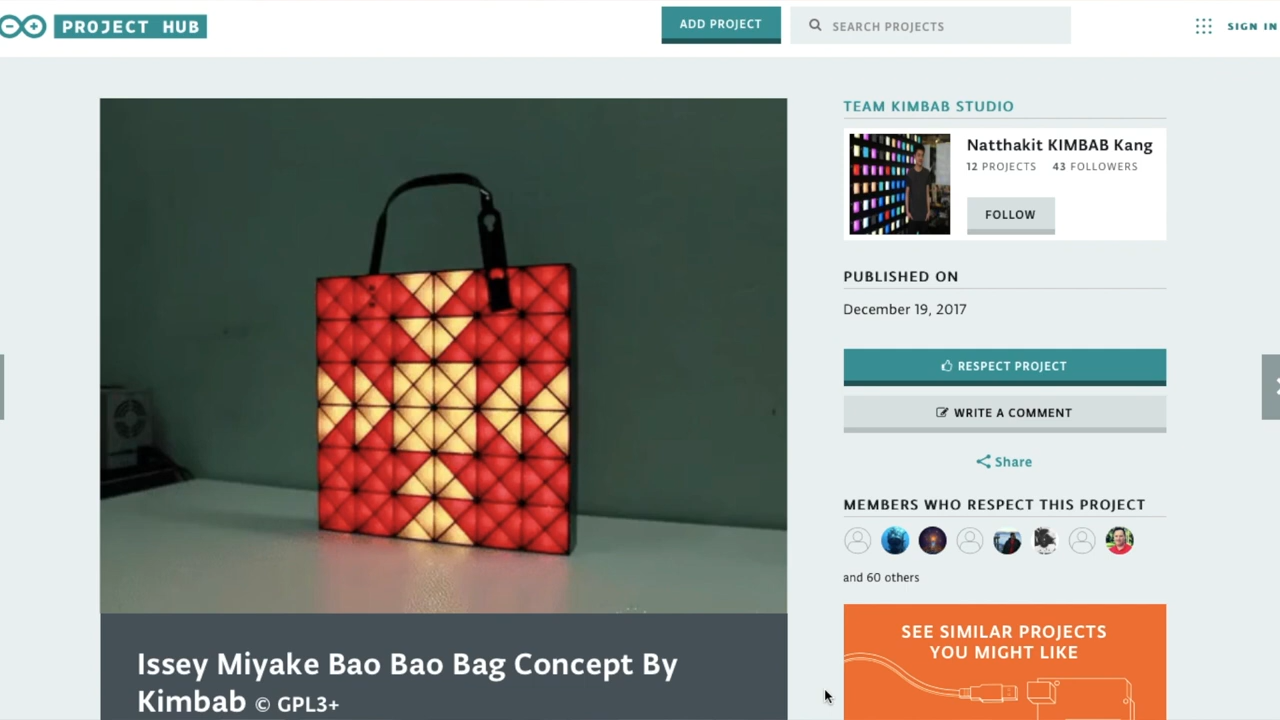 PROJECT HUB
ADD PROJECT
SEARCH PROJECTS
SIGN IN
TEAM KIMBAB STUDIO
Natthakit KIMBAB Kang
12 PROJECTS 43 FOLLOWERS
FOLLOW
PUBLISHED ON
December 19, 2017
RESPECT PROJECT
WRITE A COMMENT
Share
MEMBERS WHO RESPECT THIS PROJECT
and 60 others
SEE SIMILAR PROJECTS
YOU MIGHT LIKE
Issey Miyake Bao Bao Bag Concept By
Kimbab © GPL3+